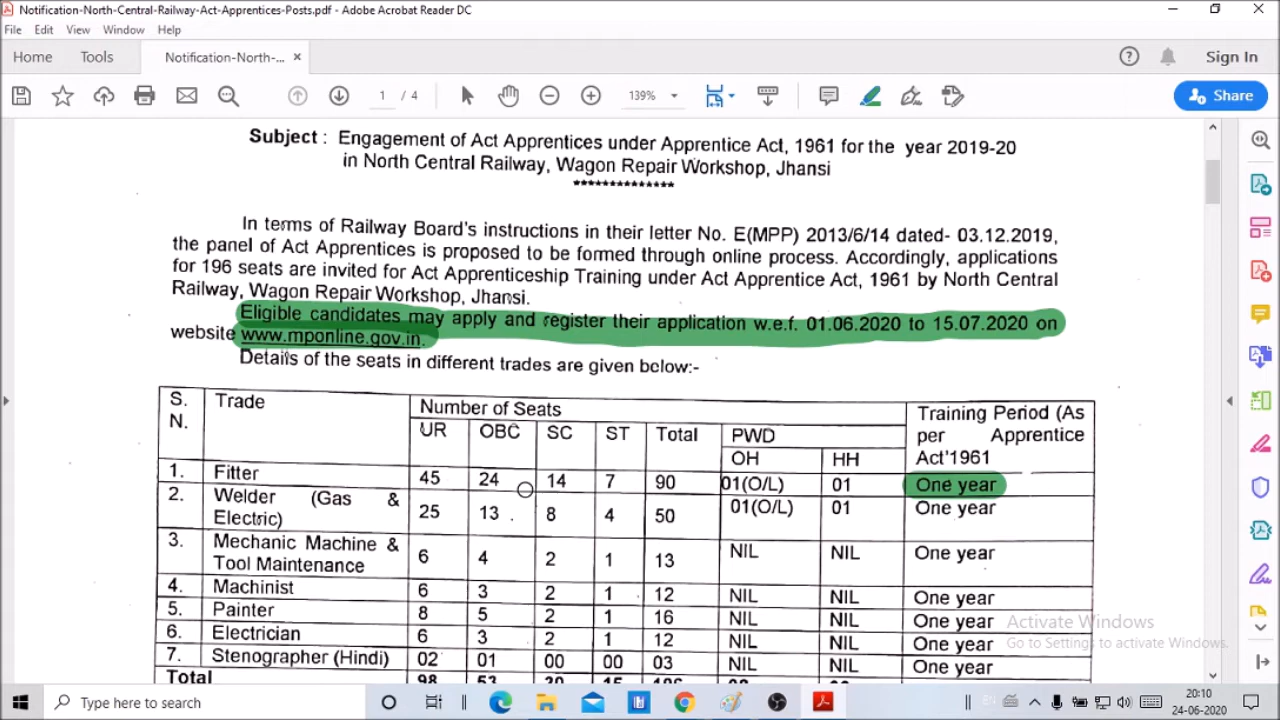 Notification-North-Central-Railway-Act-Apprentices-Posts.pdf - Adobe Acrobat Reader DC
File Edit View Window Help
Home Tools Notification-North-... × Sign In
1 / 4 139% Share
Subject : Engagement of Act Apprentices under Apprentice Act, 1961 for the year 2019-20
in North Central Railway, Wagon Repair Workshop, Jhansi
**************
In terms of Railway Board's instructions in their letter No. E(MPP) 2013/6/14 dated- 03.12.2019,
the panel of Act Apprentices is proposed to be formed through online process. Accordingly, applications
for 196 seats are invited for Act Apprenticeship Training under Act Apprentice Act, 1961 by North Central
Railway, Wagon Repair Workshop, Jhansi.
Eligible candidates may apply and register their application w.e.f. 01.06.2020 to 15.07.2020 on
website www.mponline.gov.in.
Details of the seats in different trades are given below:-
S. N. Trade Number of Seats Training Period (As per Apprentice Act'1961
UR OBC SC ST Total PWD
OH HH
1. Fitter 45 24 14 7 90 01(O/L) 01 One year
2. Welder (Gas & Electric) 25 13 8 4 50 01(O/L) 01 One year
3. Mechanic Machine & Tool Maintenance 6 4 2 1 13 NIL NIL One year
4. Machinist 6 3 2 1 12 NIL NIL One year
5. Painter 8 5 2 1 16 NIL NIL One year
6. Electrician 6 3 2 1 12 NIL NIL One year
7. Stenographer (Hindi) 02 01 00 00 03 NIL NIL One year
Total 98 53
Activate Windows
Go to Settings to activate Windows.
Type here to search
20:10
24-06-2020